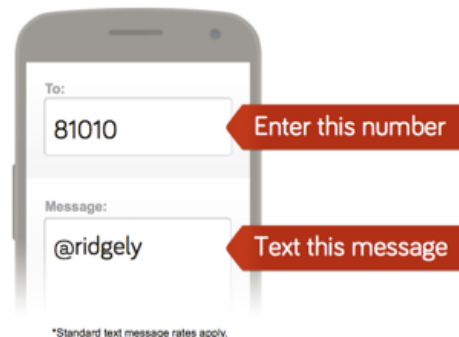 To:
81010
Enter this number
Message:
@ridgely
Text this message
*Standard text message rates apply.